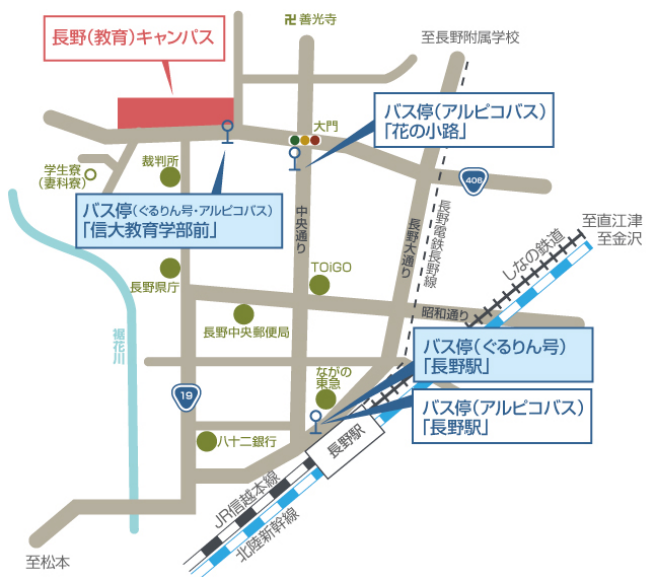 卍善光寺
長野(教育)キャンパス
至長野附属学校
バス停(アルピコバス)
「花の小路」
大門
学生寮
(妻科寮)
裁判所
406
バス停(ぐるりん号・アルピコバス)
「信大教育学部前」
中央通り
長野大通り
長野電鉄長野線
至直江津
至金沢
しなの鉄道
長野県庁
TOiGO
昭和通り
長野中央郵便局
裾花川
バス停(ぐるりん号)
「長野駅」
ながの
東急
19
バス停(アルピコバス)
「長野駅」
八十二銀行
長野駅
JR信越本線
北陸新幹線
至松本